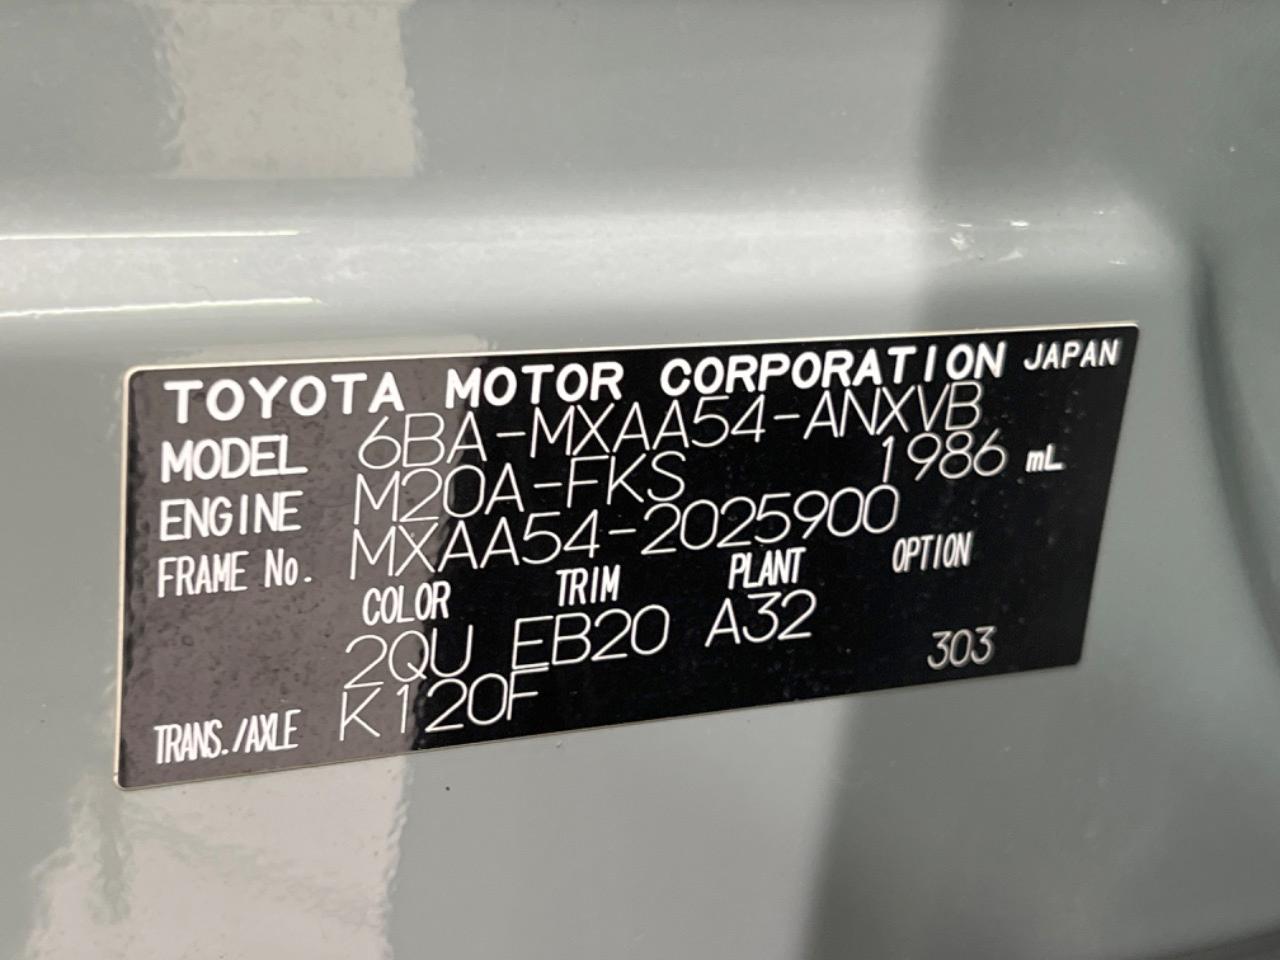 TOYOTA MOTOR CORPORATION JAPAN
MODEL 6BA-MXAA54-ANXVB
ENGINE M20A-FKS 1986 mL
FRAME No. MXAA54-2025900
COLOR TRIM PLANT OPTION
2QU EB20 A32
TRANS./AXLE K120F 303